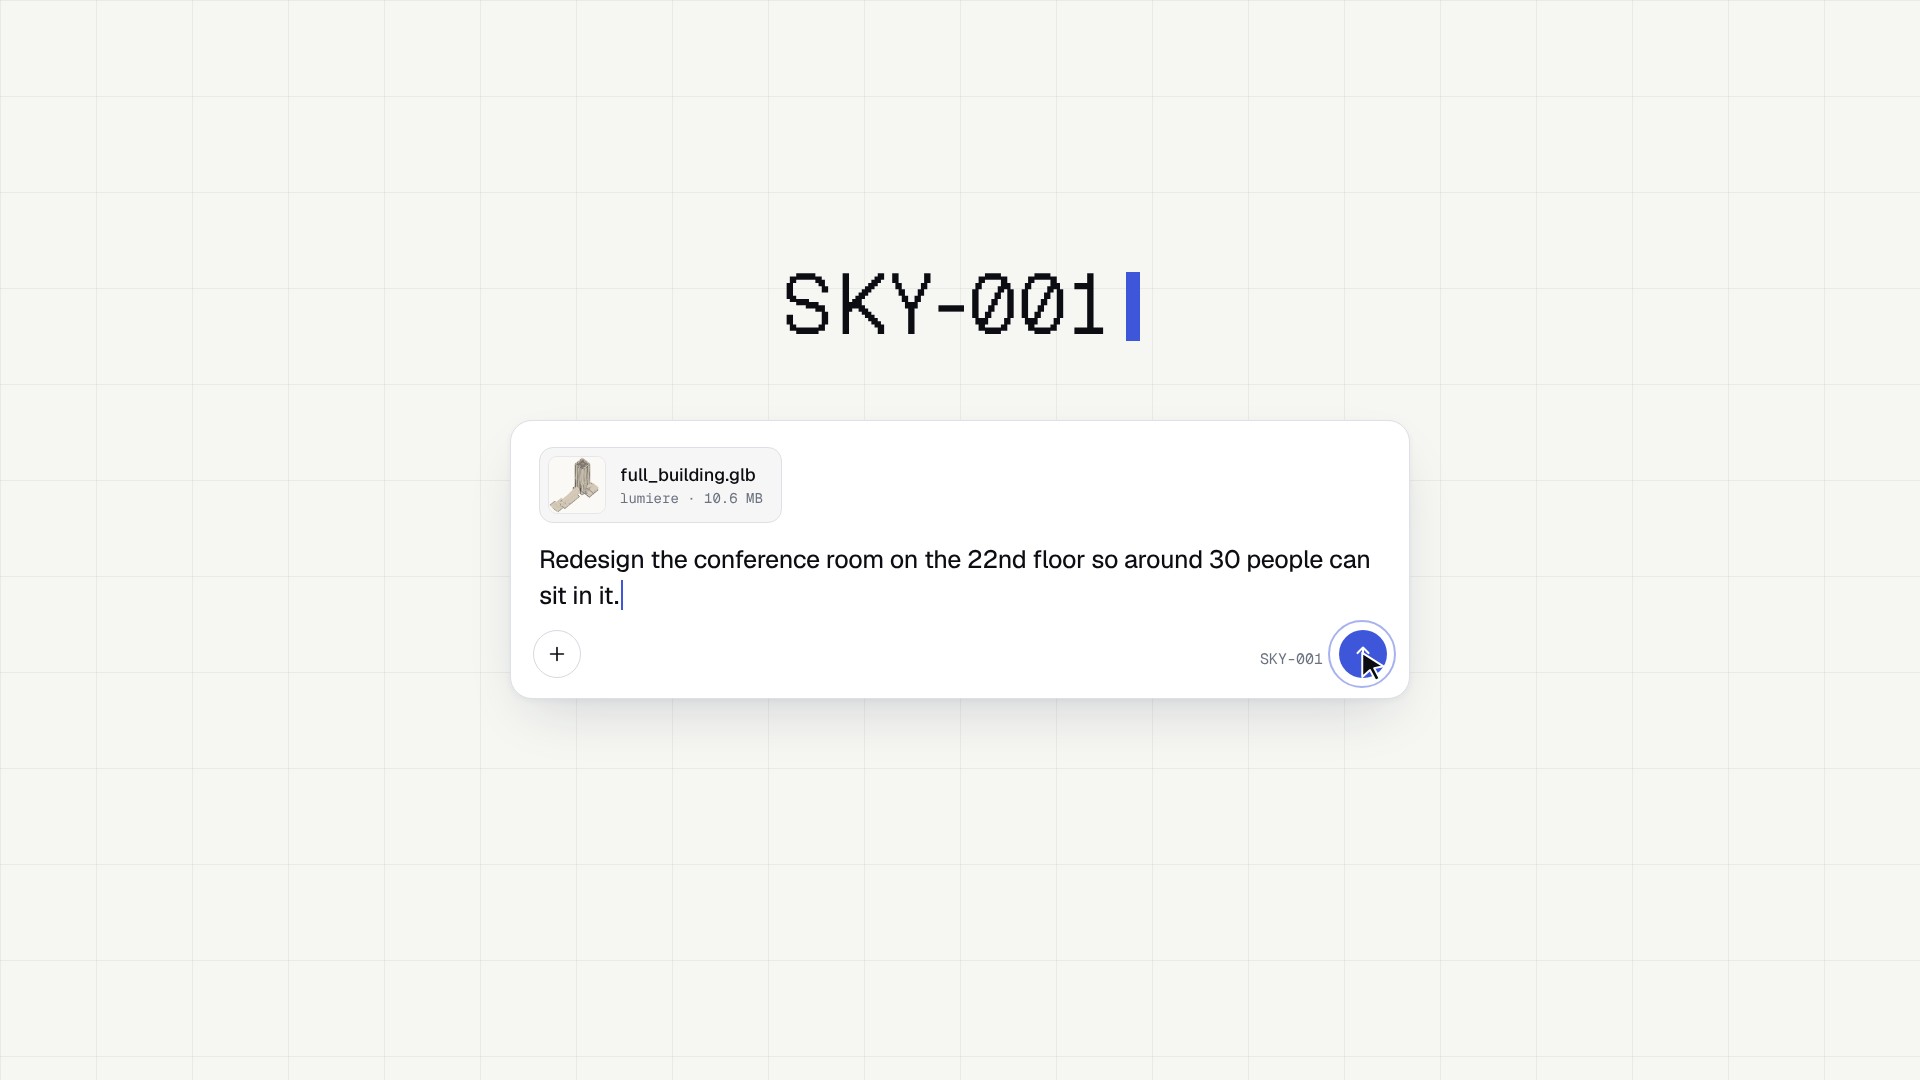 SKY-001
full_building.glb
lumiere · 10.6 MB
Redesign the conference room on the 22nd floor so around 30 people can
sit in it.
SKY-001